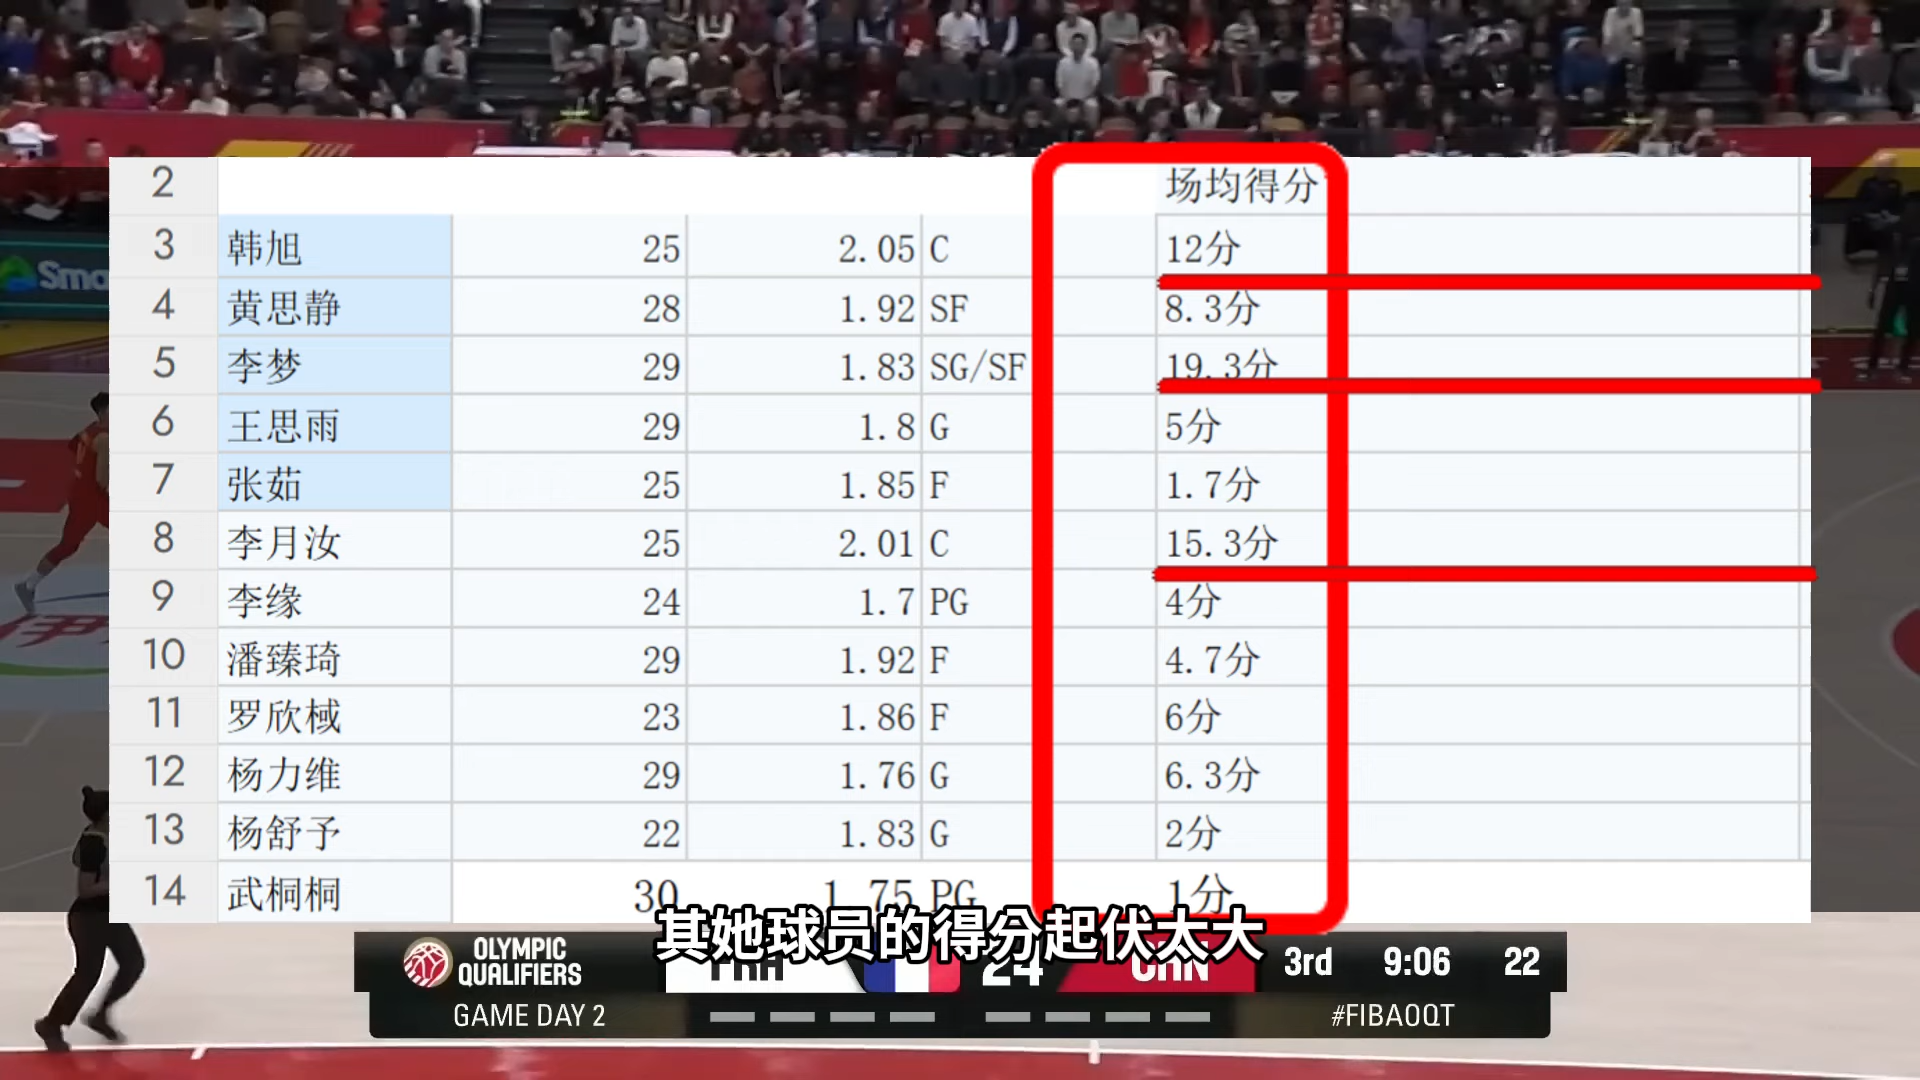 2 场均得分
3 韩旭 25 2.05 C 12分
4 黄思静 28 1.92 SF 8.3分
5 李梦 29 1.83 SG/SF 19.3分
6 王思雨 29 1.8 G 5分
7 张茹 25 1.85 F 1.7分
8 李月汝 25 2.01 C 15.3分
9 李缘 24 1.7 PG 4分
10 潘臻琦 29 1.92 F 4.7分
11 罗欣棫 23 1.86 F 6分
12 杨力维 29 1.76 G 6.3分
13 杨舒予 22 1.83 G 2分
14 武桐桐 30 1.75 PG 1分
其她球员的得分起伏太大
OLYMPIC QUALIFIERS
FRA 24 CHN 3rd 9:06 22
GAME DAY 2
#FIBAOQT